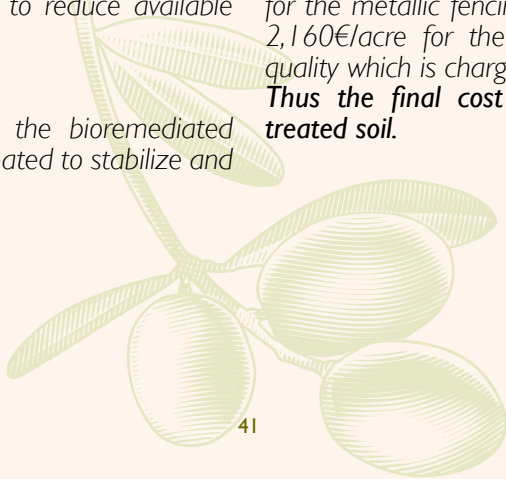 to reduce available
the bioremediated
ated to stabilize and
for the metallic fencin
2,160€/acre for the
quality which is charg
Thus the final cost
treated soil.
41